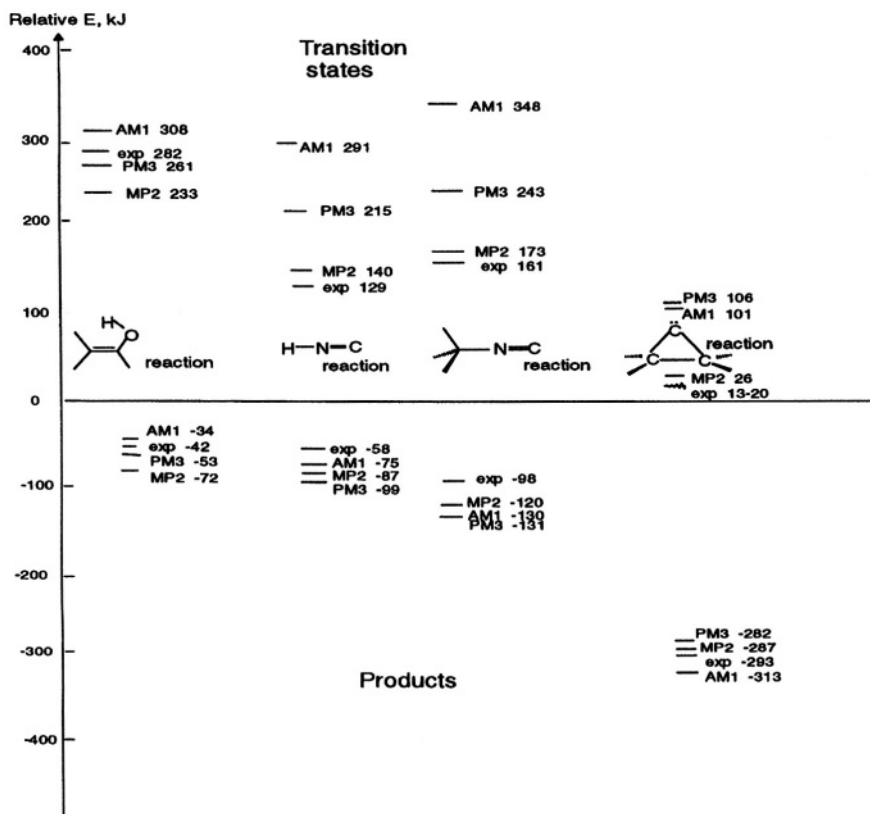 Relative E, kJ
400
300
200
100
0
-100
-200
-300
-400
Transition
states
AM1 308
exp 282
PM3 261
MP2 233
AM1 291
PM3 215
MP2 140
exp 129
AM1 348
PM3 243
MP2 173
exp 161
PM3 106
AM1 101
H
O
reaction
H N C
reaction
N C
reaction
C
reaction
C C
MP2 26
exp 13-20
AM1 -34
exp -42
PM3 -53
MP2 -72
exp -58
AM1 -75
MP2 -87
PM3 -99
exp -98
MP2 -120
AM1 -130
PM3 -131
PM3 -282
MP2 -287
exp -293
AM1 -313
Products